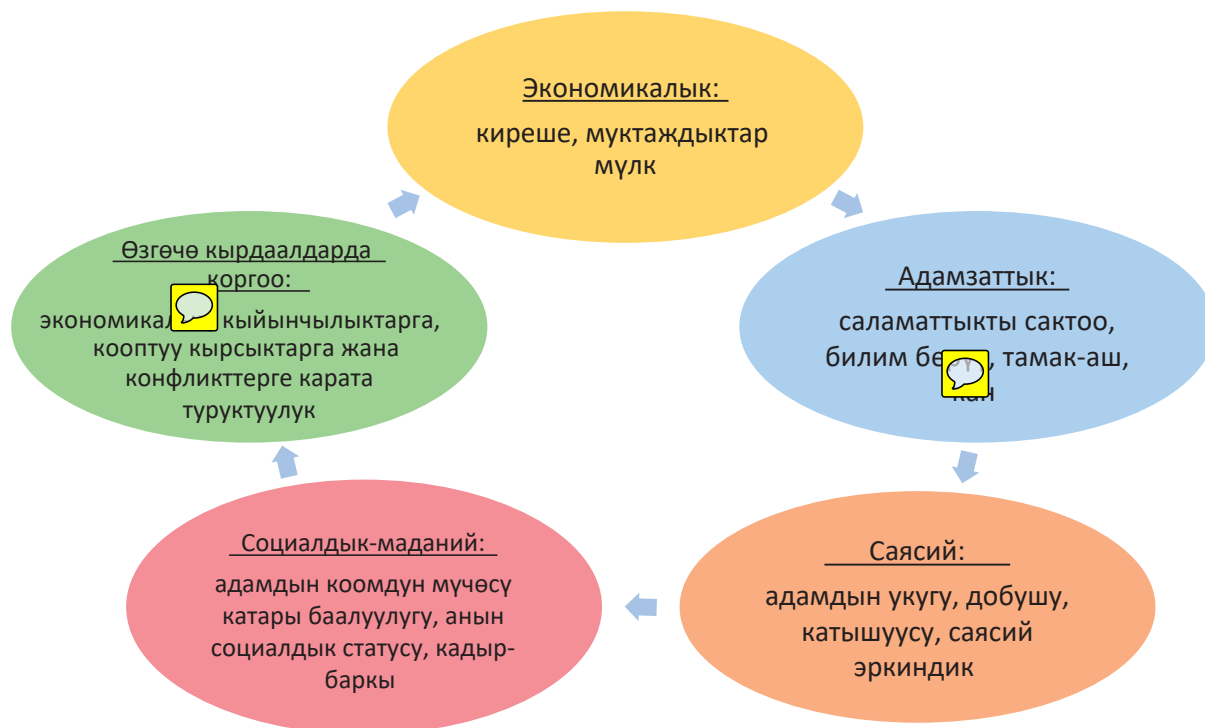 Экономикалык:
киреше, муктаждыктар
мүлк
Адамзаттык:
саламаттыкты сактоо,
билим , тамак-аш,
Саясий:
адамдын укугу, добушу,
катышуусу, саясий
эркиндик
Социалдык-маданий:
адамдын коомдун мүчөсү
катары баалуулугу, анын
социалдык статусу, кадыр-
баркы
Өзгөчө кырдаалдарда
коргоо:
кыйынчылыктарга,
кооптуу кырсыктарга жана
конфликттерге карата
туруктуулук